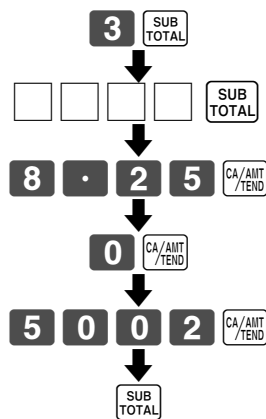 3 SUB TOTAL
SUB TOTAL
8 · 2 5 CA/AMT /TEND
0 CA/AMT /TEND
5 0 0 2 CA/AMT /TEND
SUB TOTAL